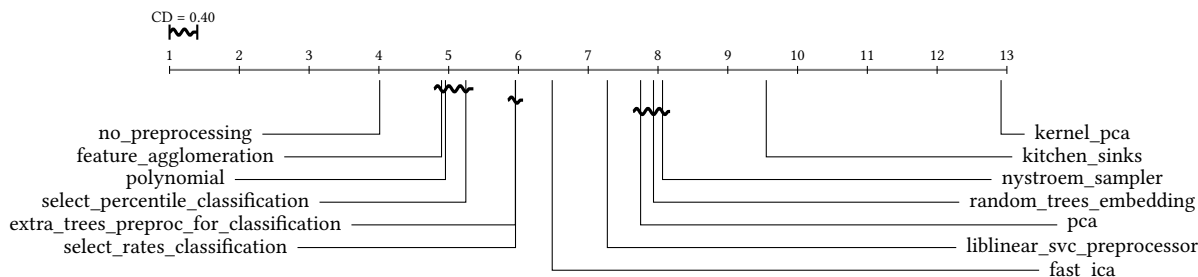 CD = 0.40
1 2 3 4 5 6 7 8 9 10 11 12 13
no_preprocessing kernel_pca
feature_agglomeration kitchen_sinks
polynomial nystroem_sampler
select_percentile_classification random_trees_embedding
extra_trees_preproc_for_classification pca
select_rates_classification liblinear_svc_preprocessor
fast_ica